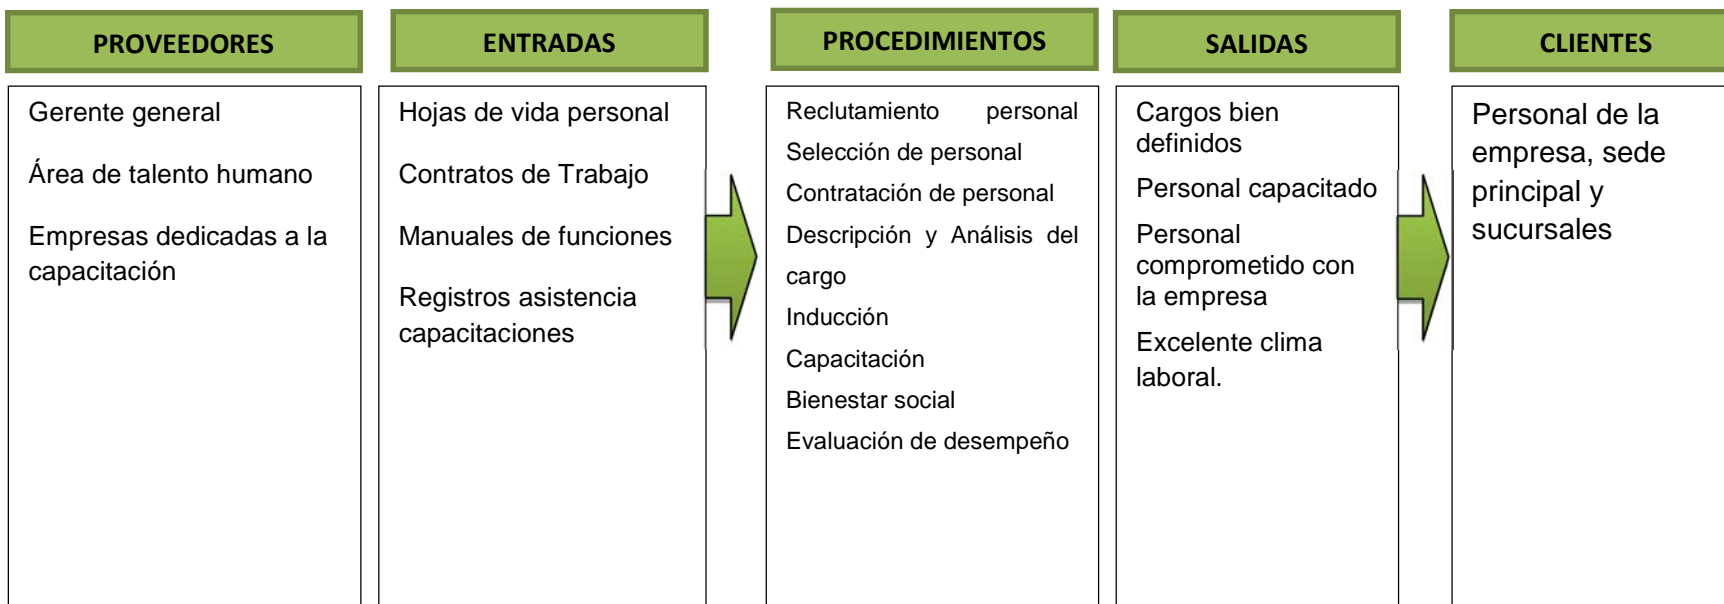 PROVEEDORES
Gerente general
Área de talento humano
Empresas dedicadas a la
capacitación
ENTRADAS
Hojas de vida personal
Contratos de Trabajo
Manuales de funciones
Registros asistencia
capacitaciones
PROCEDIMIENTOS
Reclutamiento personal
Selección de personal
Contratación de personal
Descripción y Análisis del
cargo
Inducción
Capacitación
Bienestar social
Evaluación de desempeño
SALIDAS
Cargos bien
definidos
Personal capacitado
Personal
comprometido con
la empresa
Excelente clima
laboral.
CLIENTES
Personal de la
empresa, sede
principal y
sucursales